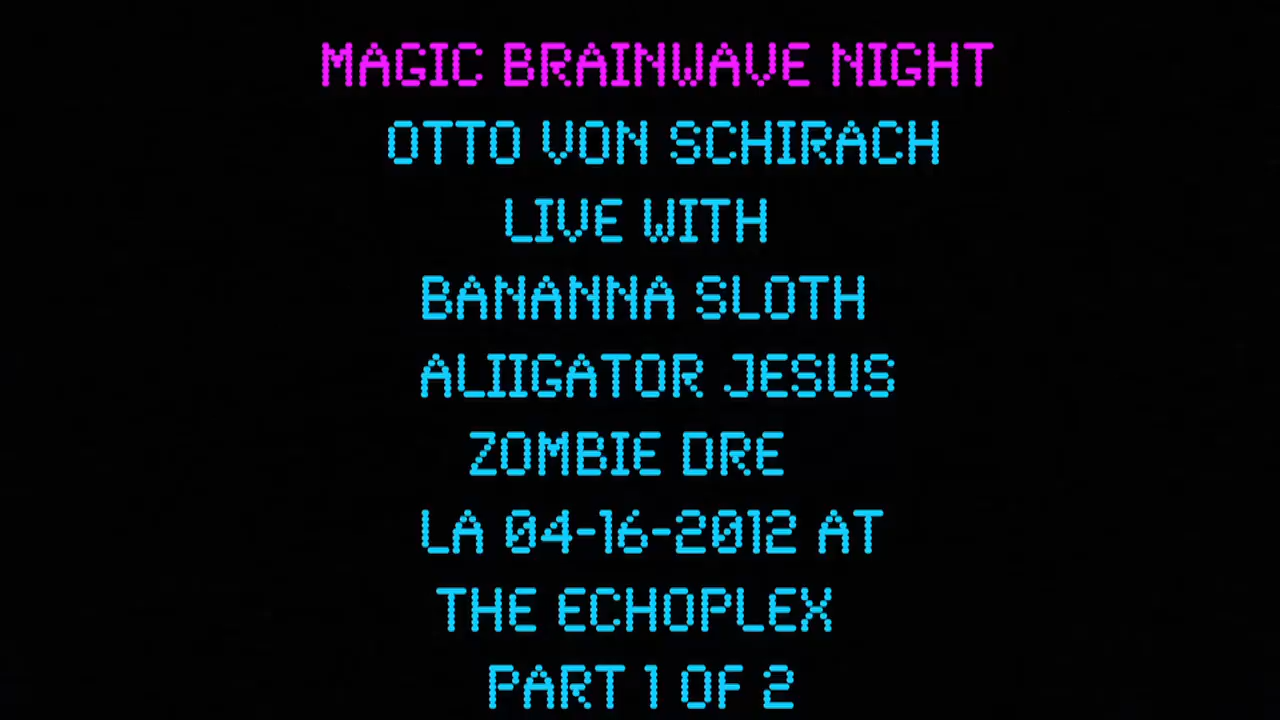 MAGIC BRAINWAVE NIGHT
OTTO VON SCHIRACH
LIVE WITH
BANANNA SLOTH
ALIIGATOR JESUS
ZOMBIE DRE
LA 04-16-2012 AT
THE ECHOPLEX
PART 1 OF 2